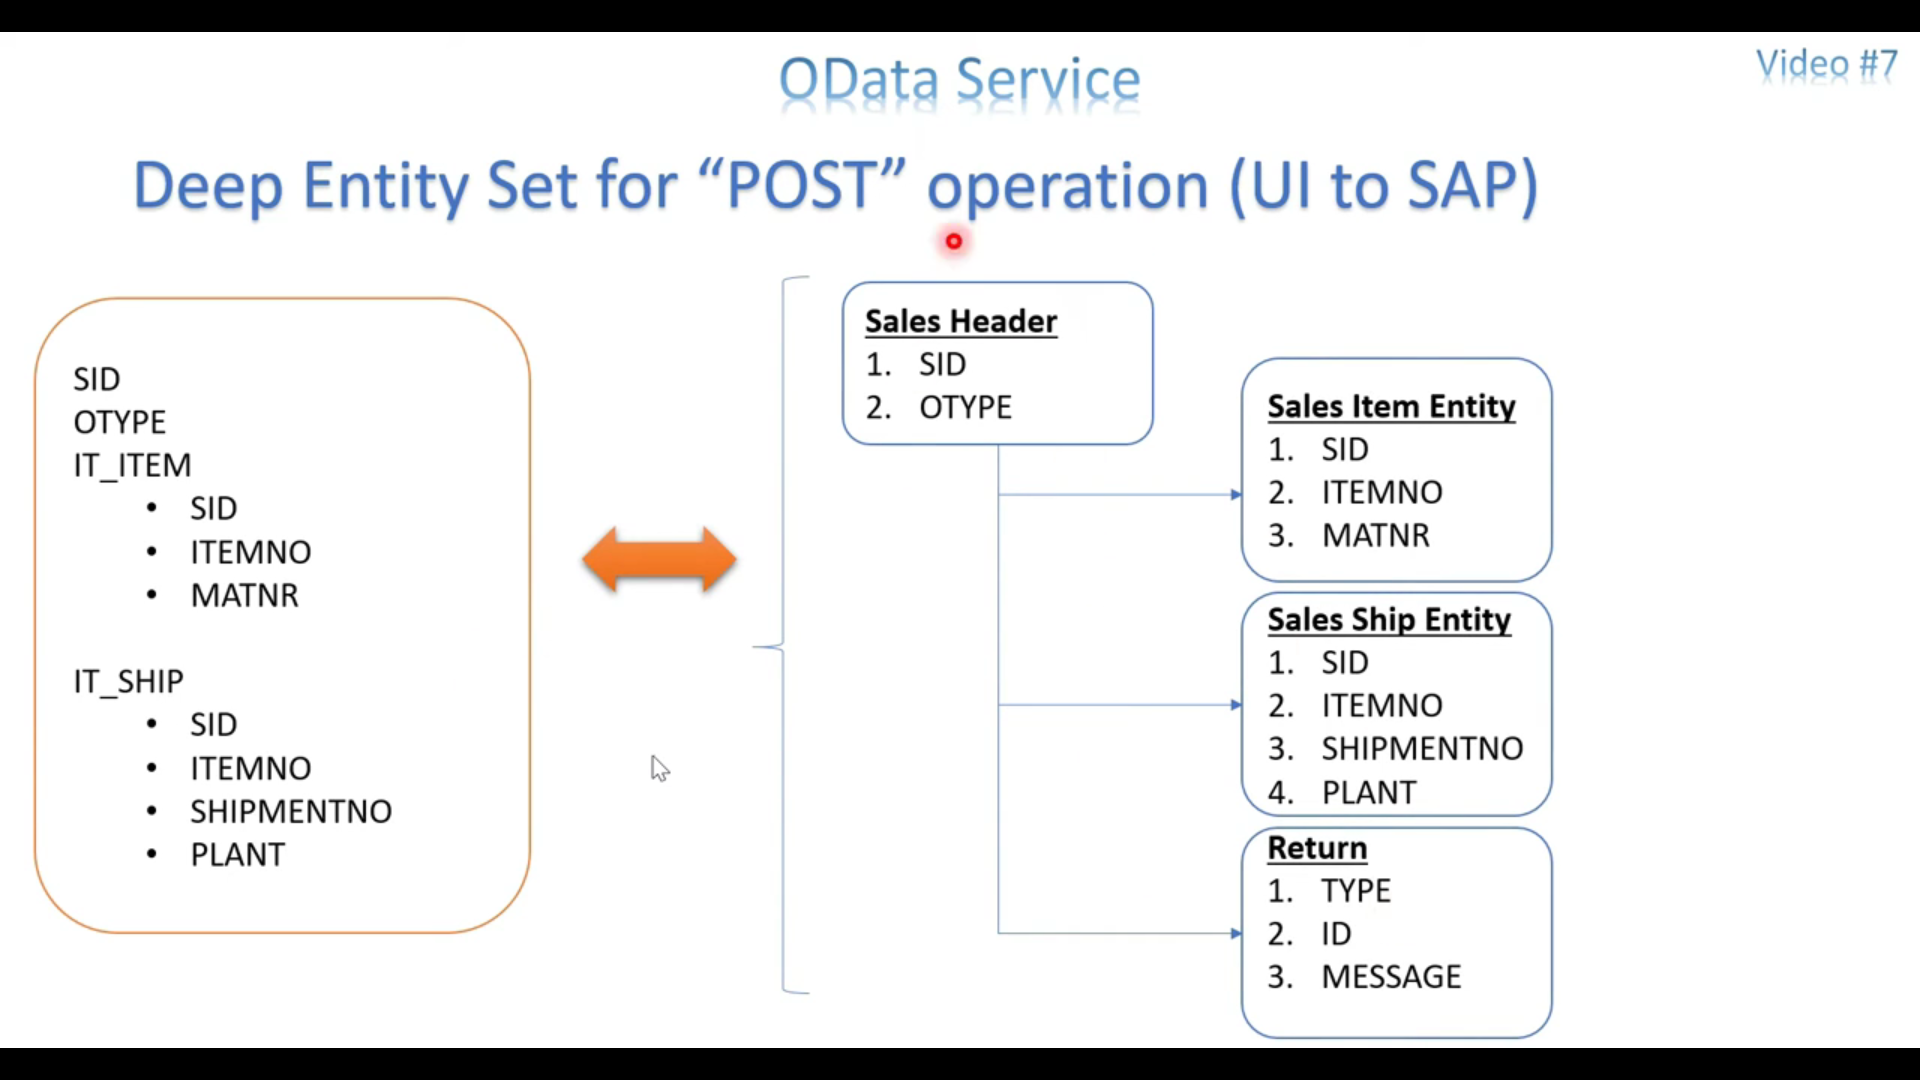 OData Service
Video #7
Deep Entity Set for “POST” operation (UI to SAP)
SID
OTYPE
IT_ITEM
• SID
• ITEMNO
• MATNR
IT_SHIP
• SID
• ITEMNO
• SHIPMENTNO
• PLANT
Sales Header
1. SID
2. OTYPE
Sales Item Entity
1. SID
2. ITEMNO
3. MATNR
Sales Ship Entity
1. SID
2. ITEMNO
3. SHIPMENTNO
4. PLANT
Return
1. TYPE
2. ID
3. MESSAGE